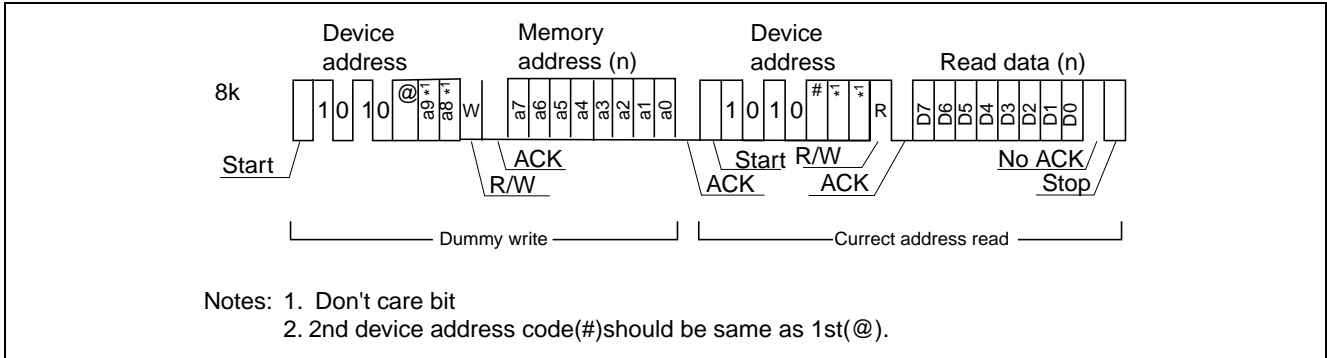 Device address Memory address (n) Device address Read data (n)
8k
1 0 1 0 @ a9 *1 a8 *1 W a7 a6 a5 a4 a3 a2 a1 a0 1 0 1 0 # *1 *1 R D7 D6 D5 D4 D3 D2 D1 D0
Start ACK Start R/W No ACK
R/W ACK ACK Stop
Dummy write Currect address read
Notes: 1. Don't care bit
2. 2nd device address code(#)should be same as 1st(@).